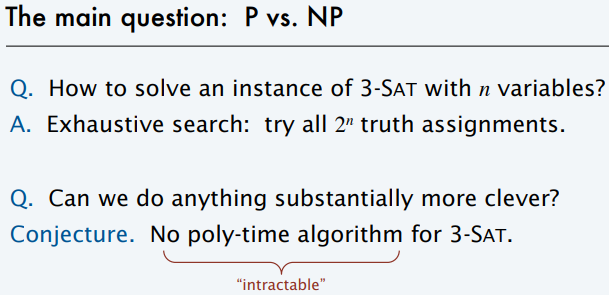 The main question: P vs. NP
Q. How to solve an instance of 3-SAT with n variables?
A. Exhaustive search: try all 2ⁿ truth assignments.
Q. Can we do anything substantially more clever?
Conjecture. No poly-time algorithm for 3-SAT.
“intractable”